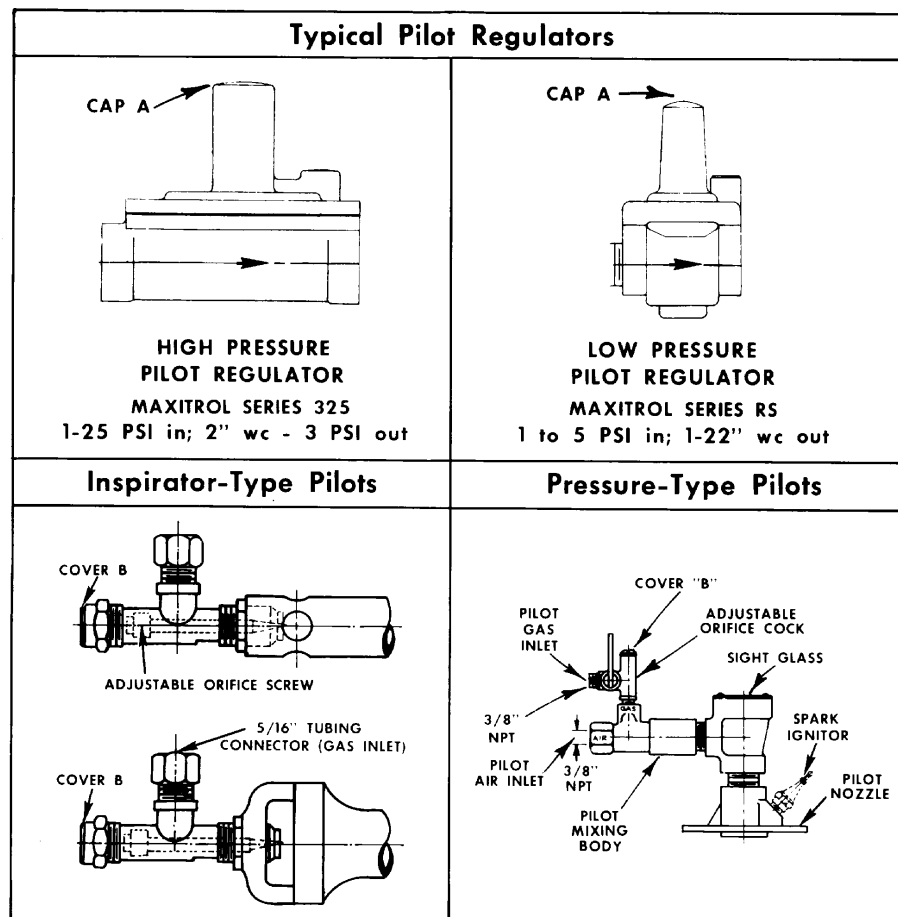 Typical Pilot Regulators
CAP A
HIGH PRESSURE
PILOT REGULATOR
MAXITROL SERIES 325
1-25 PSI in; 2" wc - 3 PSI out
CAP A
LOW PRESSURE
PILOT REGULATOR
MAXITROL SERIES RS
1 to 5 PSI in; 1-22" wc out
Inspirator-Type Pilots
COVER B
ADJUSTABLE ORIFICE SCREW
5/16" TUBING
CONNECTOR (GAS INLET)
COVER B
Pressure-Type Pilots
COVER "B"
PILOT
GAS
INLET
ADJUSTABLE
ORIFICE COCK
SIGHT GLASS
3/8"
NPT
GAS
AIR
SPARK
IGNITOR
PILOT
AIR INLET
3/8"
NPT
PILOT
MIXING
BODY
PILOT
NOZZLE